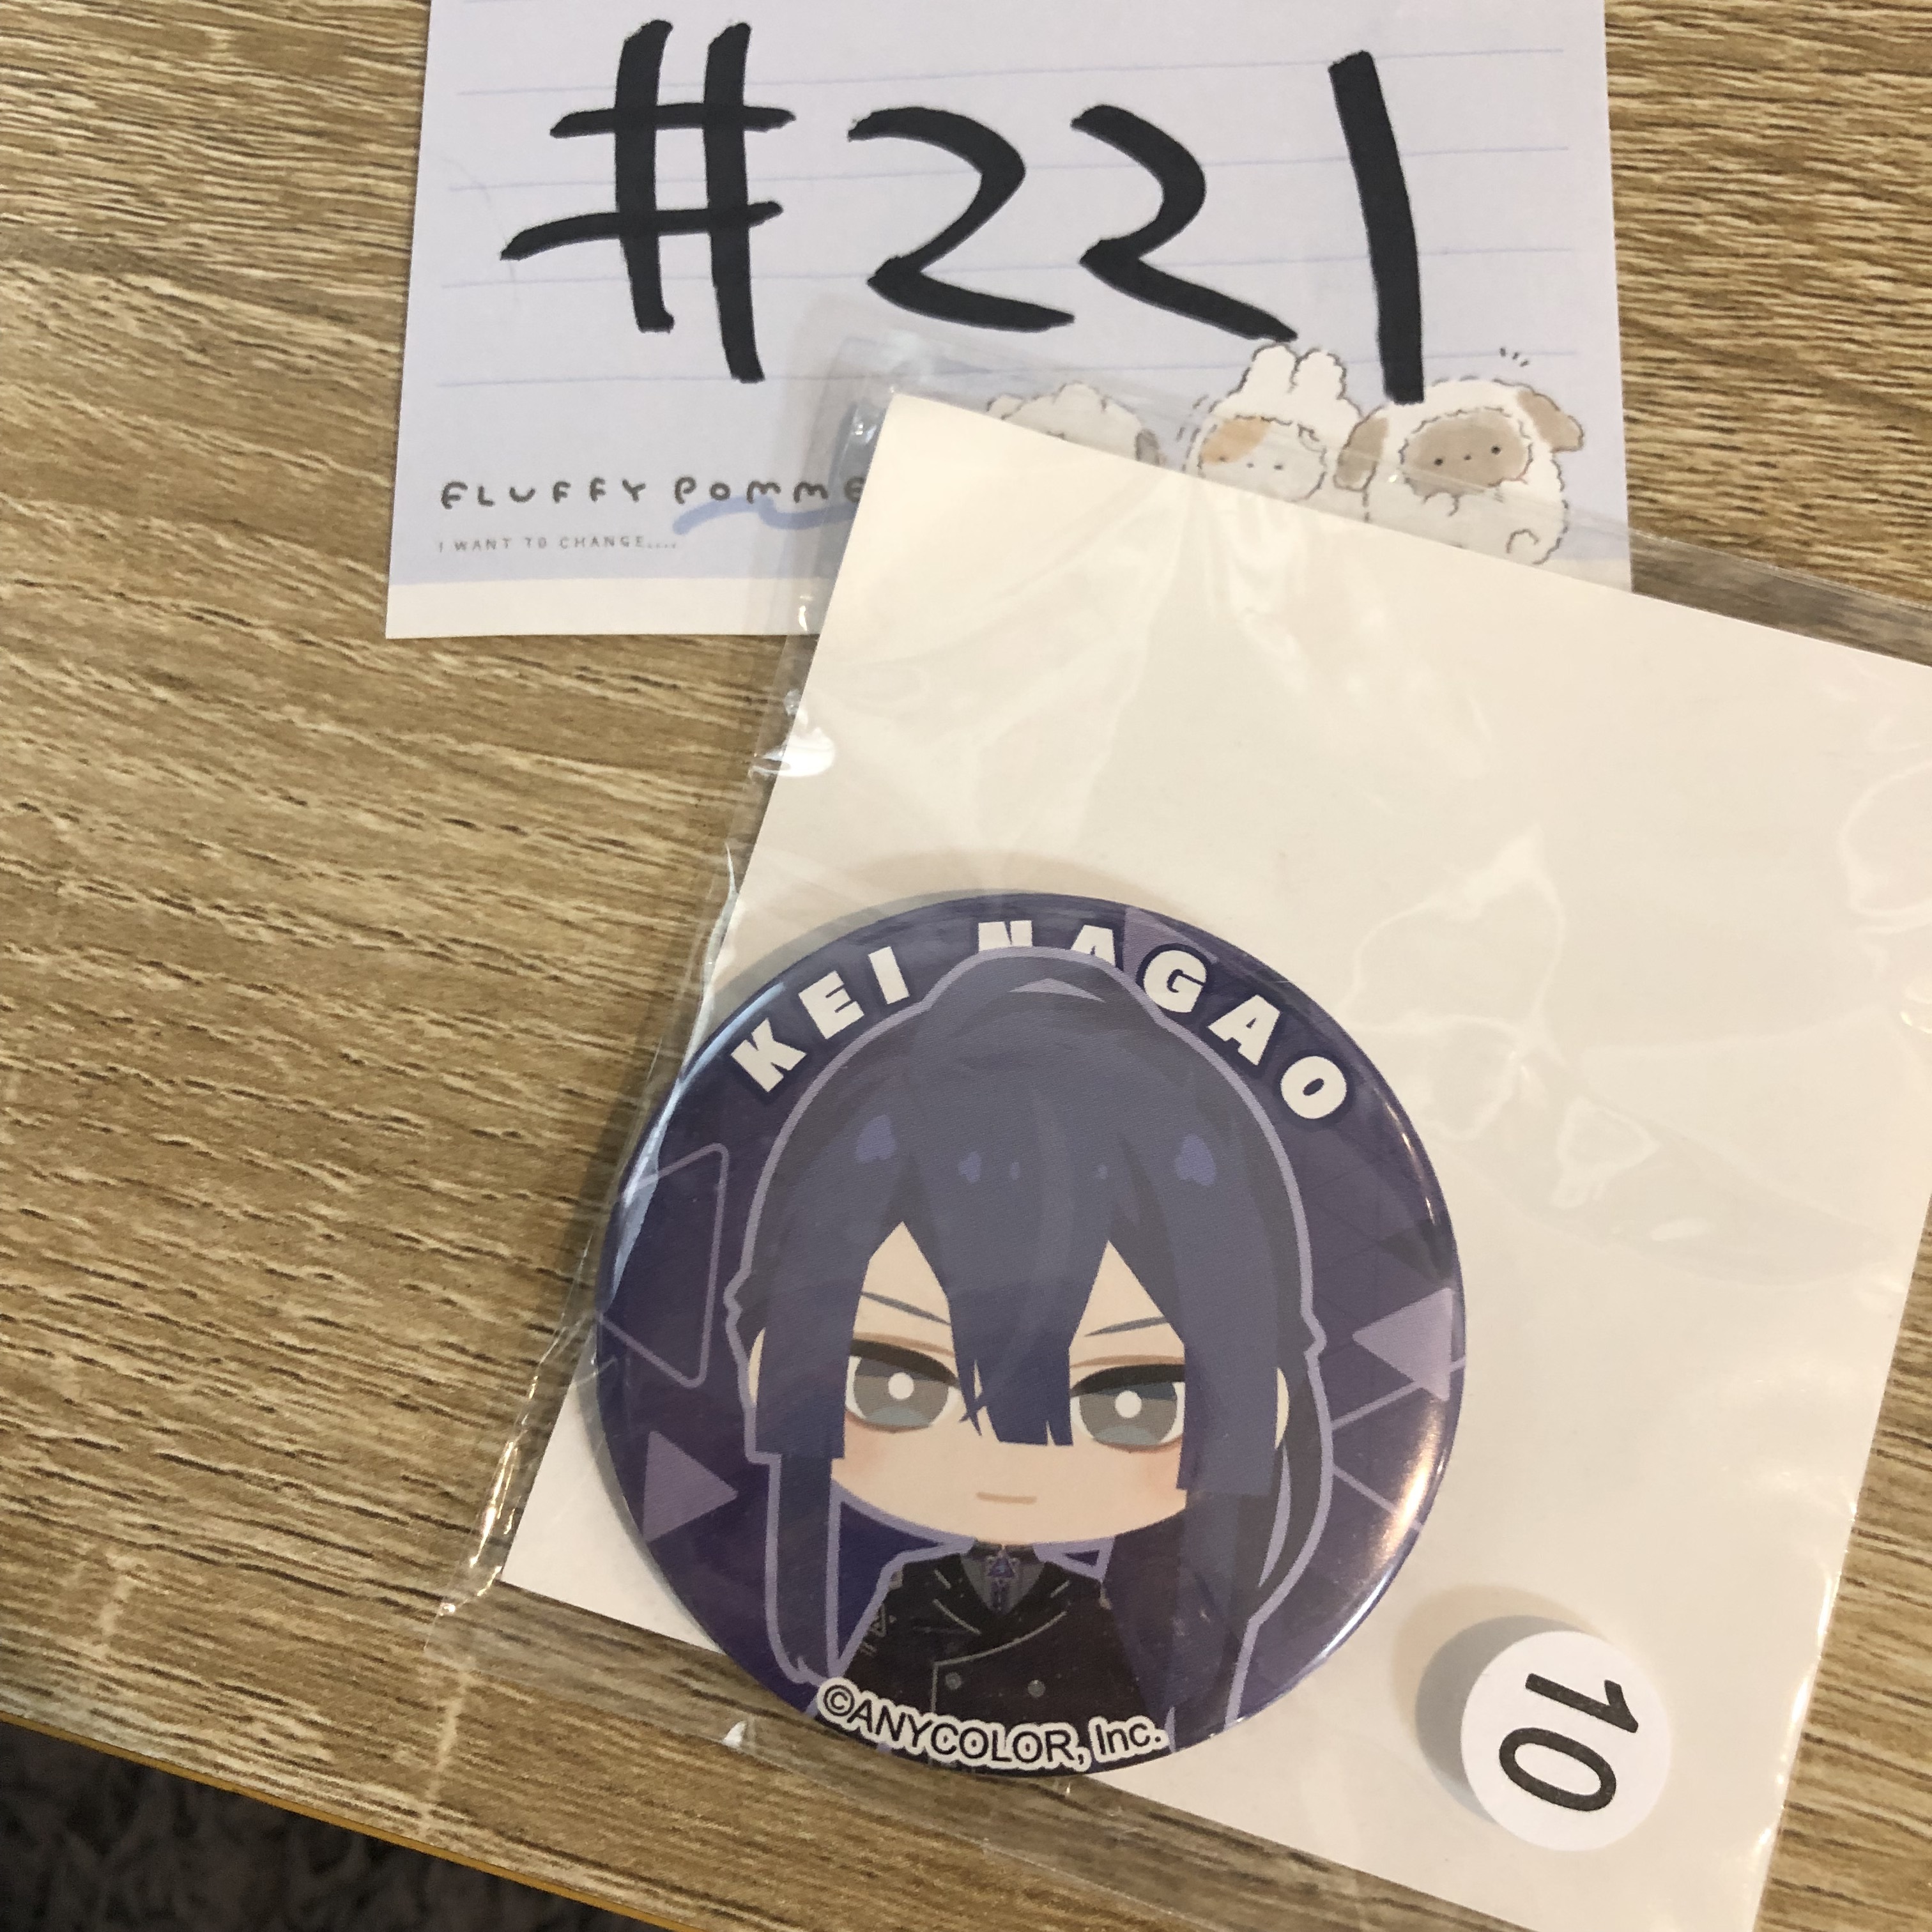 #221
FLUFFY POMME
I WANT TO CHANGE....
KEI NAGAO
©ANYCOLOR, Inc.
10